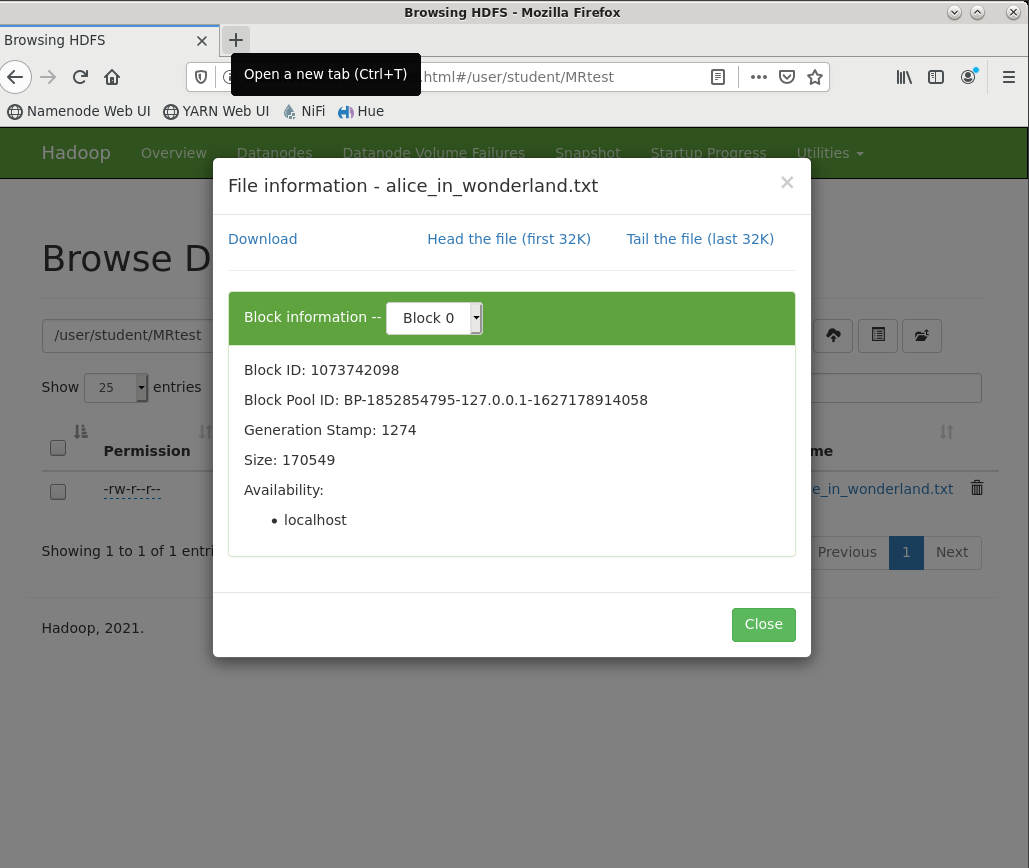 Browsing HDFS - Mozilla Firefox
Browsing HDFS
Open a new tab (Ctrl+T)
.html#/user/student/MRtest
Namenode Web UI YARN Web UI NiFi Hue
Hadoop Overview Datanodes Datanode Volume Failures Snapshot Startup Progress Utilities
File information - alice_in_wonderland.txt ×
Download Head the file (first 32K) Tail the file (last 32K)
Browse D
Block information -- Block 0
/user/student/MRtest
Block ID: 1073742098
Show 25 entries
Block Pool ID: BP-1852854795-127.0.0.1-1627178914058
Generation Stamp: 1274
Permission me
Size: 170549
-rw-r--r-- e_in_wonderland.txt
Availability:
• localhost
Showing 1 to 1 of 1 entri Previous 1 Next
Hadoop, 2021.
Close